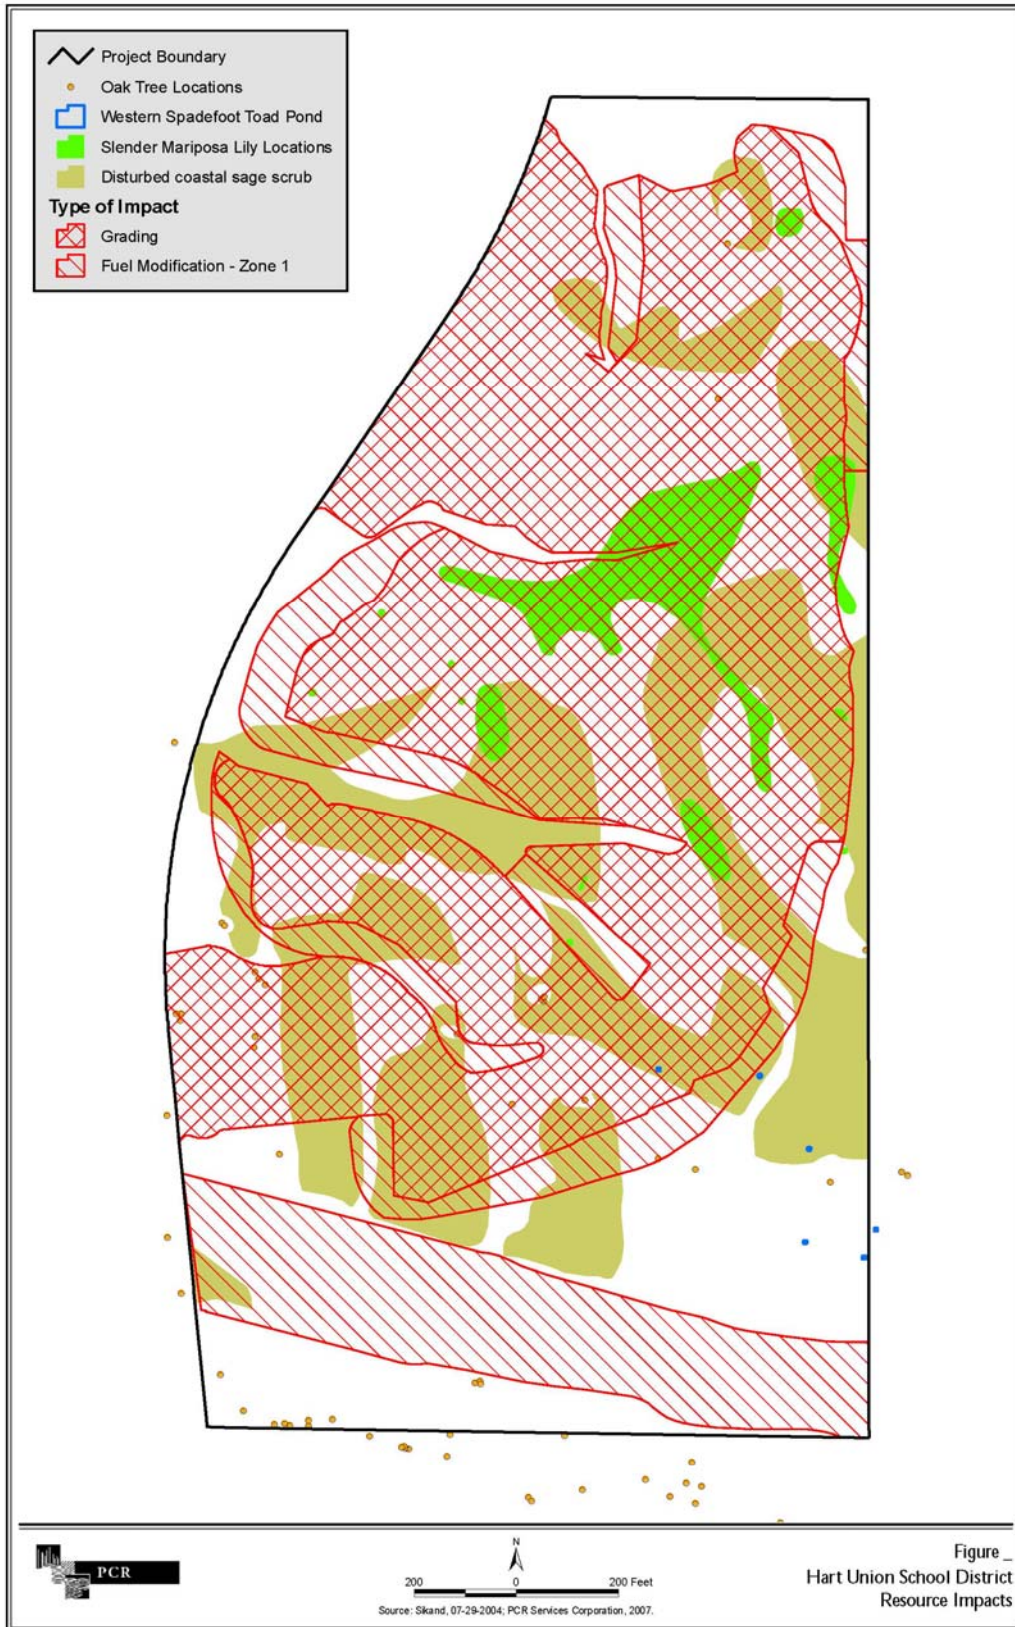 Project Boundary
Oak Tree Locations
Western Spadefoot Toad Pond
Slender Mariposa Lily Locations
Disturbed coastal sage scrub
Type of Impact
Grading
Fuel Modification - Zone 1
PCR
N
200 0 200 Feet
Source: Sikand, 07-29-2004; PCR Services Corporation, 2007.
Figure _
Hart Union School District
Resource Impacts